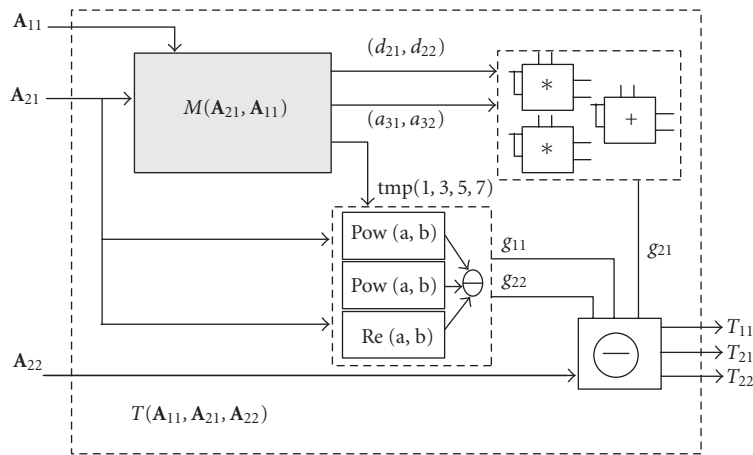 A11
A21
M(A21, A11)
(d21, d22)
(a31, a32)
*
*
+
tmp(1, 3, 5, 7)
Pow (a, b)
Pow (a, b)
Re (a, b)
−
g11
g22
g21
−
T11
T21
T22
A22
T(A11, A21, A22)